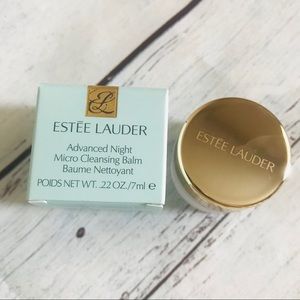 EL
ESTĒE LAUDER
Advanced Night
Micro Cleansing Balm
Baume Nettoyant
POIDS NET WT. .22 OZ./7ml ℮
ESTĒE LAUDER